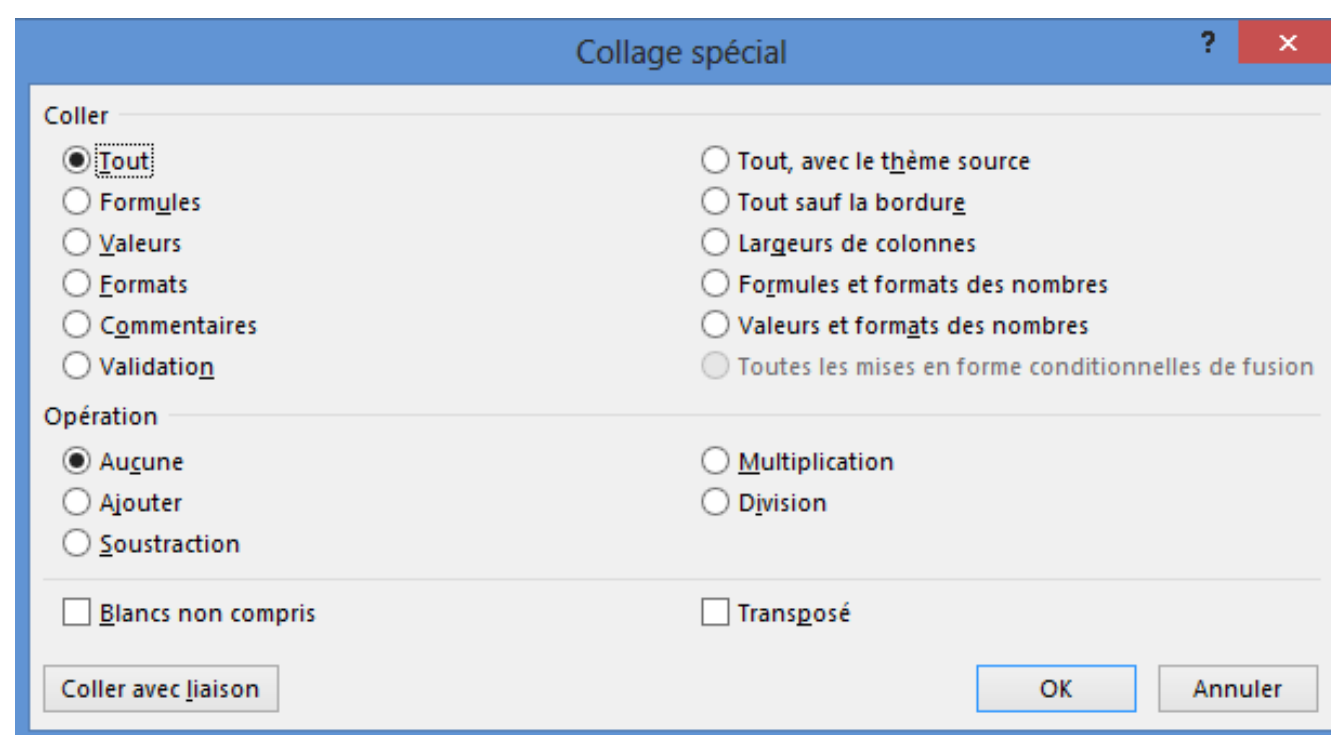 Collage spécial
?
Coller
Tout
Tout, avec le thème source
Formules
Tout sauf la bordure
Valeurs
Largeurs de colonnes
Formats
Formules et formats des nombres
Commentaires
Valeurs et formats des nombres
Validation
Toutes les mises en forme conditionnelles de fusion
Opération
Aucune
Multiplication
Ajouter
Division
Soustraction
Blancs non compris
Transposé
Coller avec liaison
OK
Annuler